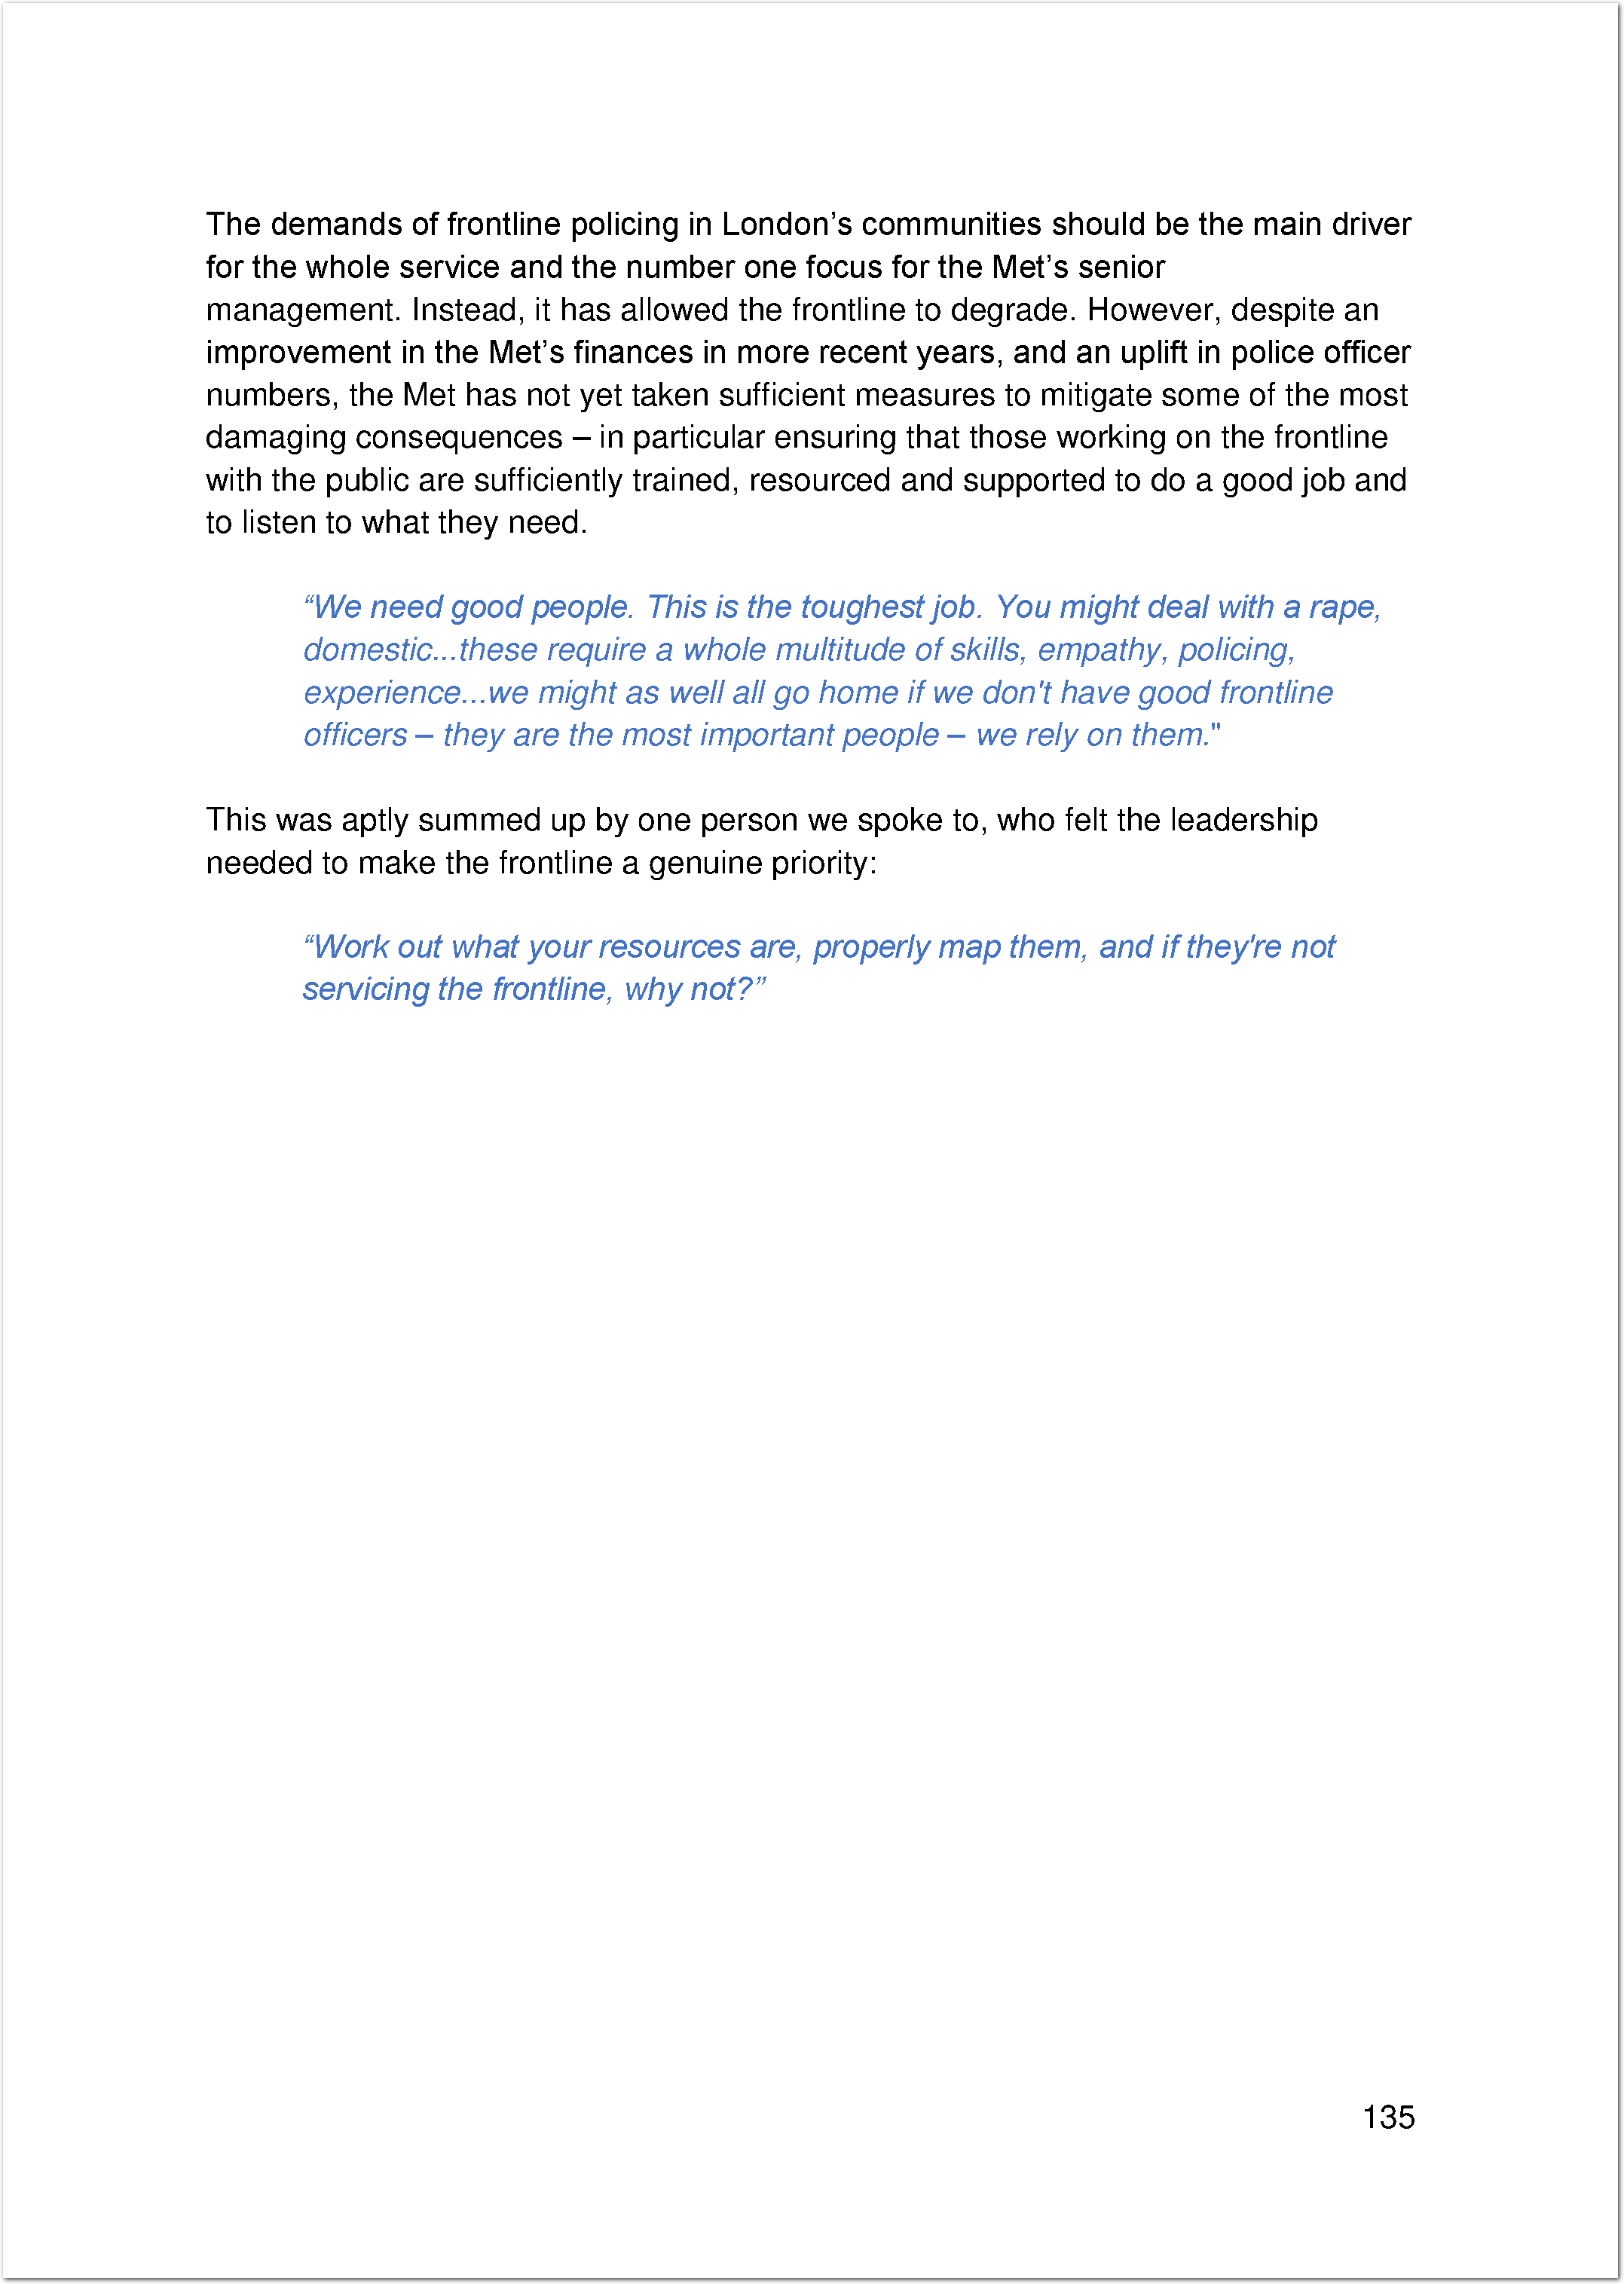 The demands of frontline policing in London’s communities should be the main driver
for the whole service and the number one focus for the Met’s senior
management. Instead, it has allowed the frontline to degrade. However, despite an
improvement in the Met’s finances in more recent years, and an uplift in police officer
numbers, the Met has not yet taken sufficient measures to mitigate some of the most
damaging consequences – in particular ensuring that those working on the frontline
with the public are sufficiently trained, resourced and supported to do a good job and
to listen to what they need.
“We need good people. This is the toughest job. You might deal with a rape,
domestic...these require a whole multitude of skills, empathy, policing,
experience...we might as well all go home if we don't have good frontline
officers – they are the most important people – we rely on them."
This was aptly summed up by one person we spoke to, who felt the leadership
needed to make the frontline a genuine priority:
“Work out what your resources are, properly map them, and if they're not
servicing the frontline, why not?”
135